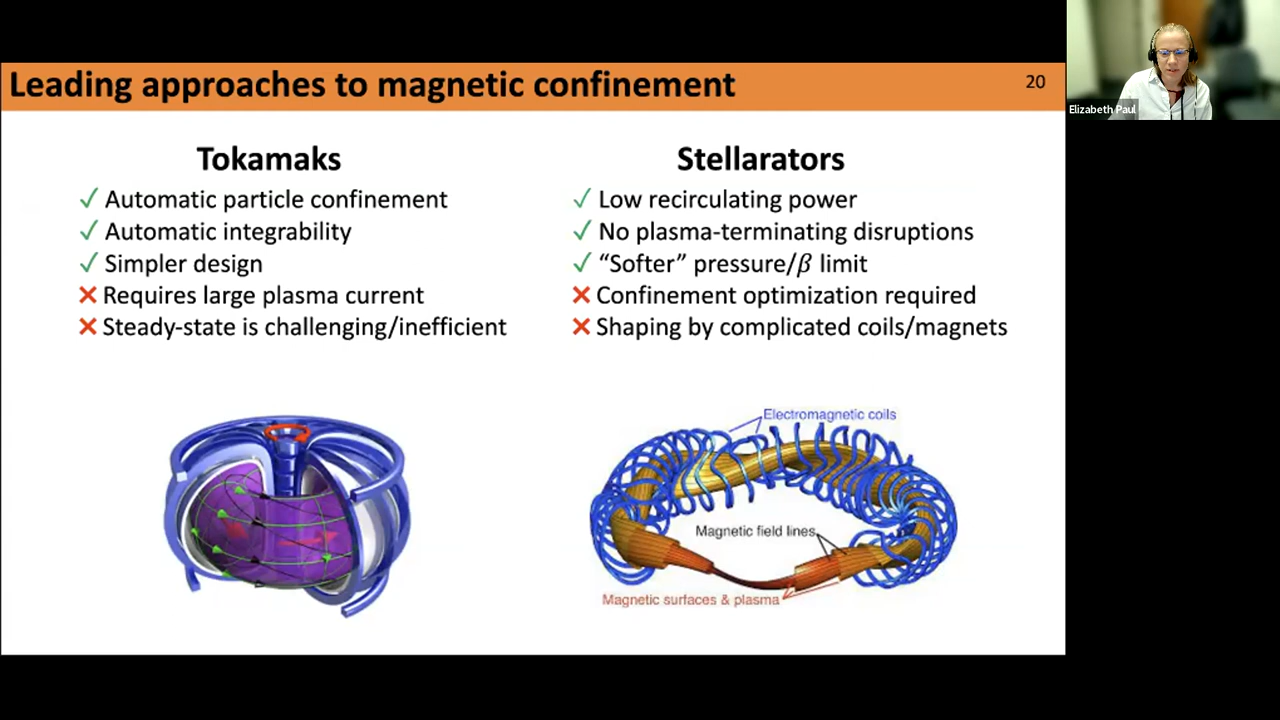 Leading approaches to magnetic confinement
20
Elizabeth Paul
Tokamaks
✓ Automatic particle confinement
✓ Automatic integrability
✓ Simpler design
✕ Requires large plasma current
✕ Steady-state is challenging/inefficient
Stellarators
✓ Low recirculating power
✓ No plasma-terminating disruptions
✓ “Softer” pressure/β limit
✕ Confinement optimization required
✕ Shaping by complicated coils/magnets
Electromagnetic coils
Magnetic field lines
Magnetic surfaces & plasma